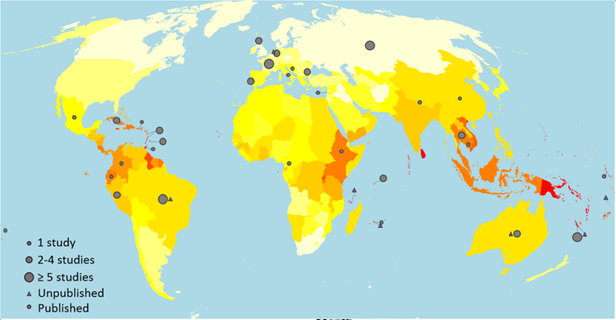 1 study
2-4 studies
≥ 5 studies
Unpublished
Published